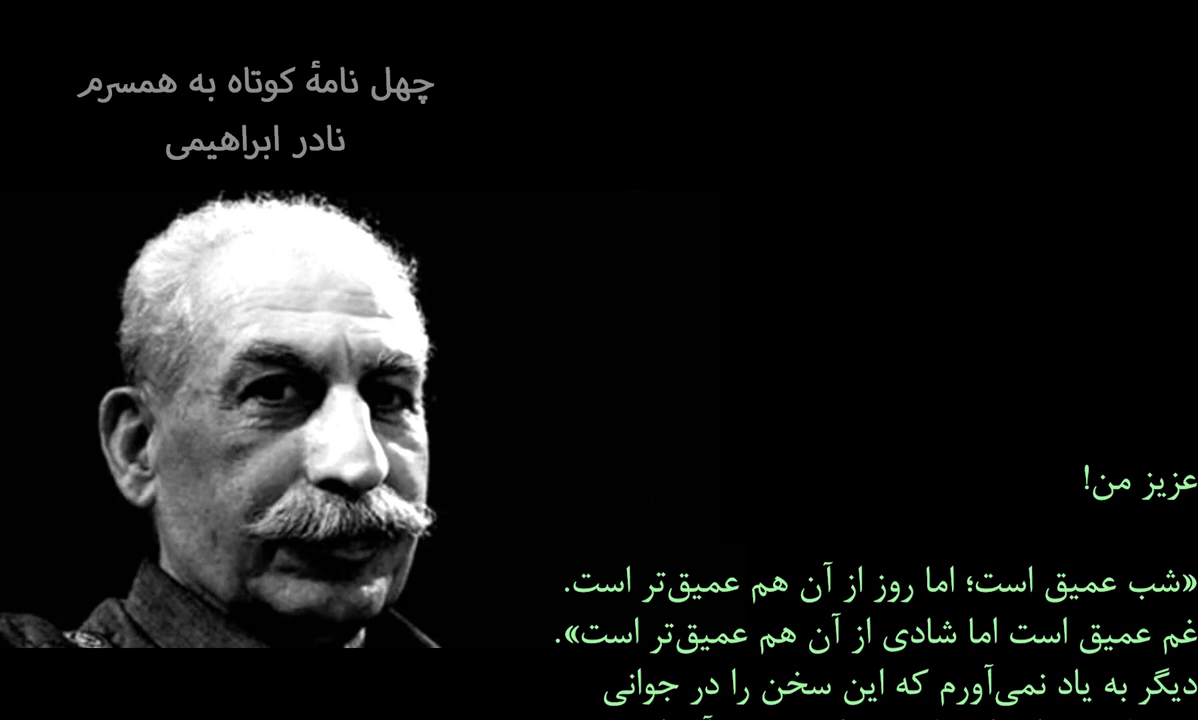 چهل نامهٔ کوتاه به همسرم
نادر ابراهیمی
عزیز من!
«شب عمیق است؛ اما روز از آن هم عمیق‌تر است.
غم عمیق است اما شادی از آن هم عمیق‌تر است».
دیگر به یاد نمی‌آورم که این سخن را در جوانی